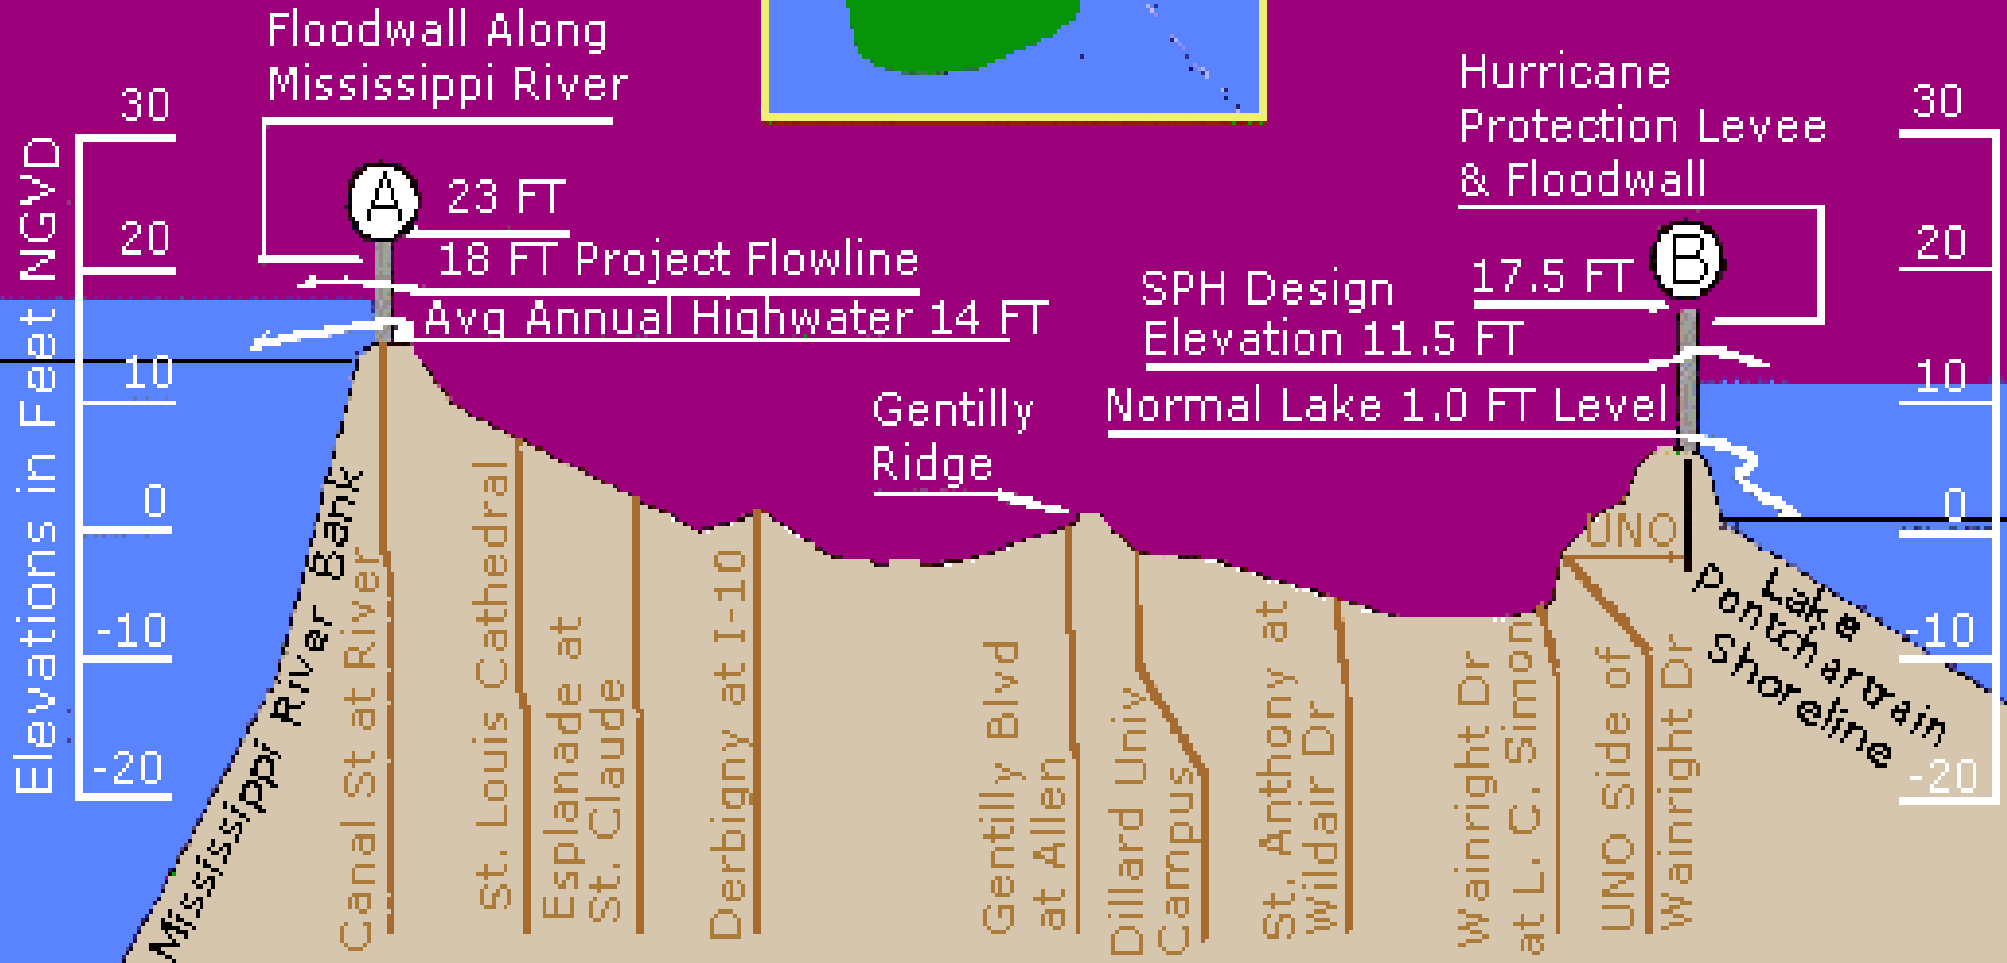 Floodwall Along
Mississippi River
Hurricane
Protection Levee
& Floodwall
Elevations in Feet NGVD
30
20
10
0
-10
-20
A
23 FT
18 FT Project Flowline
Avg Annual Highwater 14 FT
Gentilly
Ridge
SPH Design
Elevation 11.5 FT
17.5 FT
B
Normal Lake 1.0 FT Level
30
20
10
0
-10
-20
Mississippi River Bank
Canal St at River
St. Louis Cathedral
Esplanade at
St. Claude
Derbigny at I-10
Gentilly Blvd
at Allen
Dillard Univ
Campus
St. Anthony at
Wildair Dr
Wainright Dr
at L. C. Simon
UNO
UNO Side of
Wainright Dr
Lake
Pontchartrain
Shoreline